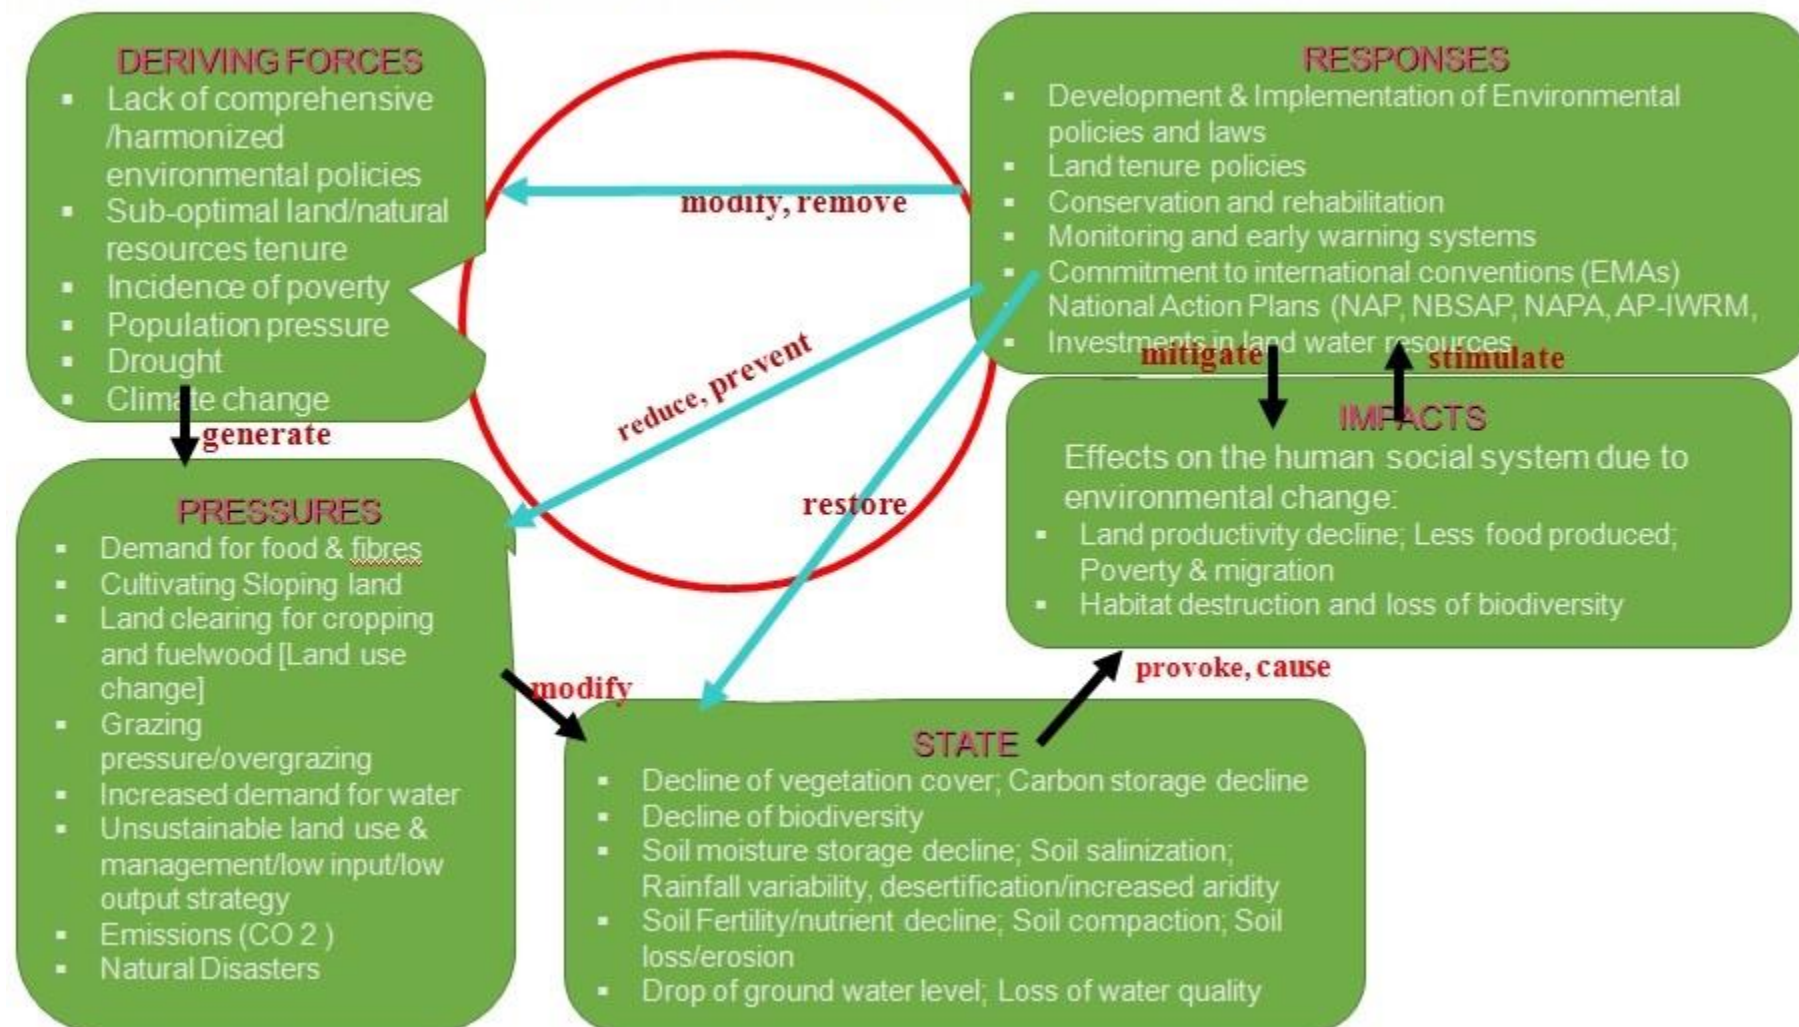 DERIVING FORCES
▪ Lack of comprehensive
/harmonized
environmental policies
▪ Sub-optimal land/natural
resources tenure
▪ Incidence of poverty
▪ Population pressure
▪ Drought
▪ Climate change
generate
PRESSURES
▪ Demand for food & fibres
▪ Cultivating Sloping land
▪ Land clearing for cropping
and fuelwood [Land use
change]
▪ Grazing
pressure/overgrazing
▪ Increased demand for water
▪ Unsustainable land use &
management/low input/low
output strategy
▪ Emissions (CO 2 )
▪ Natural Disasters
modify, remove
reduce, prevent
restore
modify
RESPONSES
▪ Development & Implementation of Environmental
policies and laws
▪ Land tenure policies
▪ Conservation and rehabilitation
▪ Monitoring and early warning systems
▪ Commitment to international conventions (EMAs)
▪ National Action Plans (NAP, NBSAP, NAPA, AP-IWRM,
▪ Investments in land water resources
mitigate
stimulate
IMPACTS
Effects on the human social system due to
environmental change:
▪ Land productivity decline; Less food produced;
Poverty & migration
▪ Habitat destruction and loss of biodiversity
provoke, cause
STATE
▪ Decline of vegetation cover; Carbon storage decline
▪ Decline of biodiversity
▪ Soil moisture storage decline; Soil salinization;
Rainfall variability, desertification/increased aridity
▪ Soil Fertility/nutrient decline; Soil compaction; Soil
loss/erosion
▪ Drop of ground water level; Loss of water quality